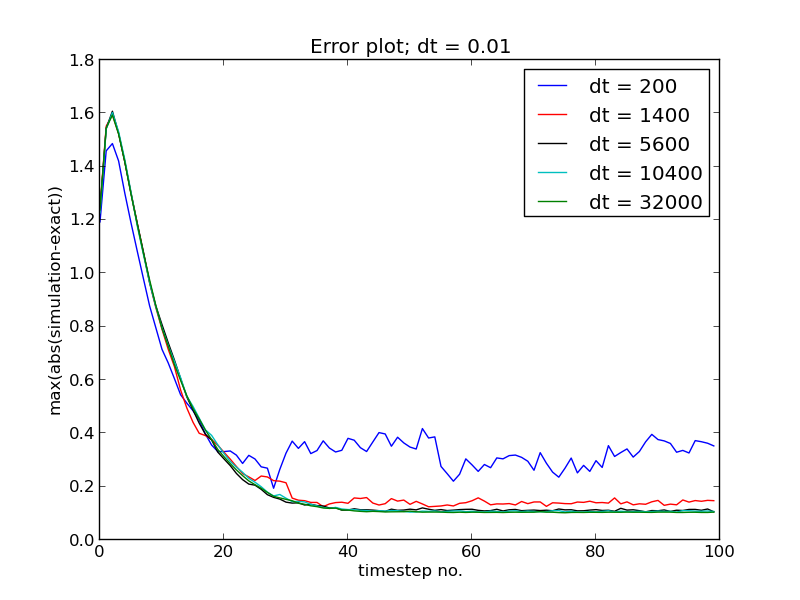 Error plot; dt = 0.01
max(abs(simulation-exact))
1.8
1.6
1.4
1.2
1.0
0.8
0.6
0.4
0.2
0.0
dt = 200
dt = 1400
dt = 5600
dt = 10400
dt = 32000
0 20 40 60 80 100
timestep no.